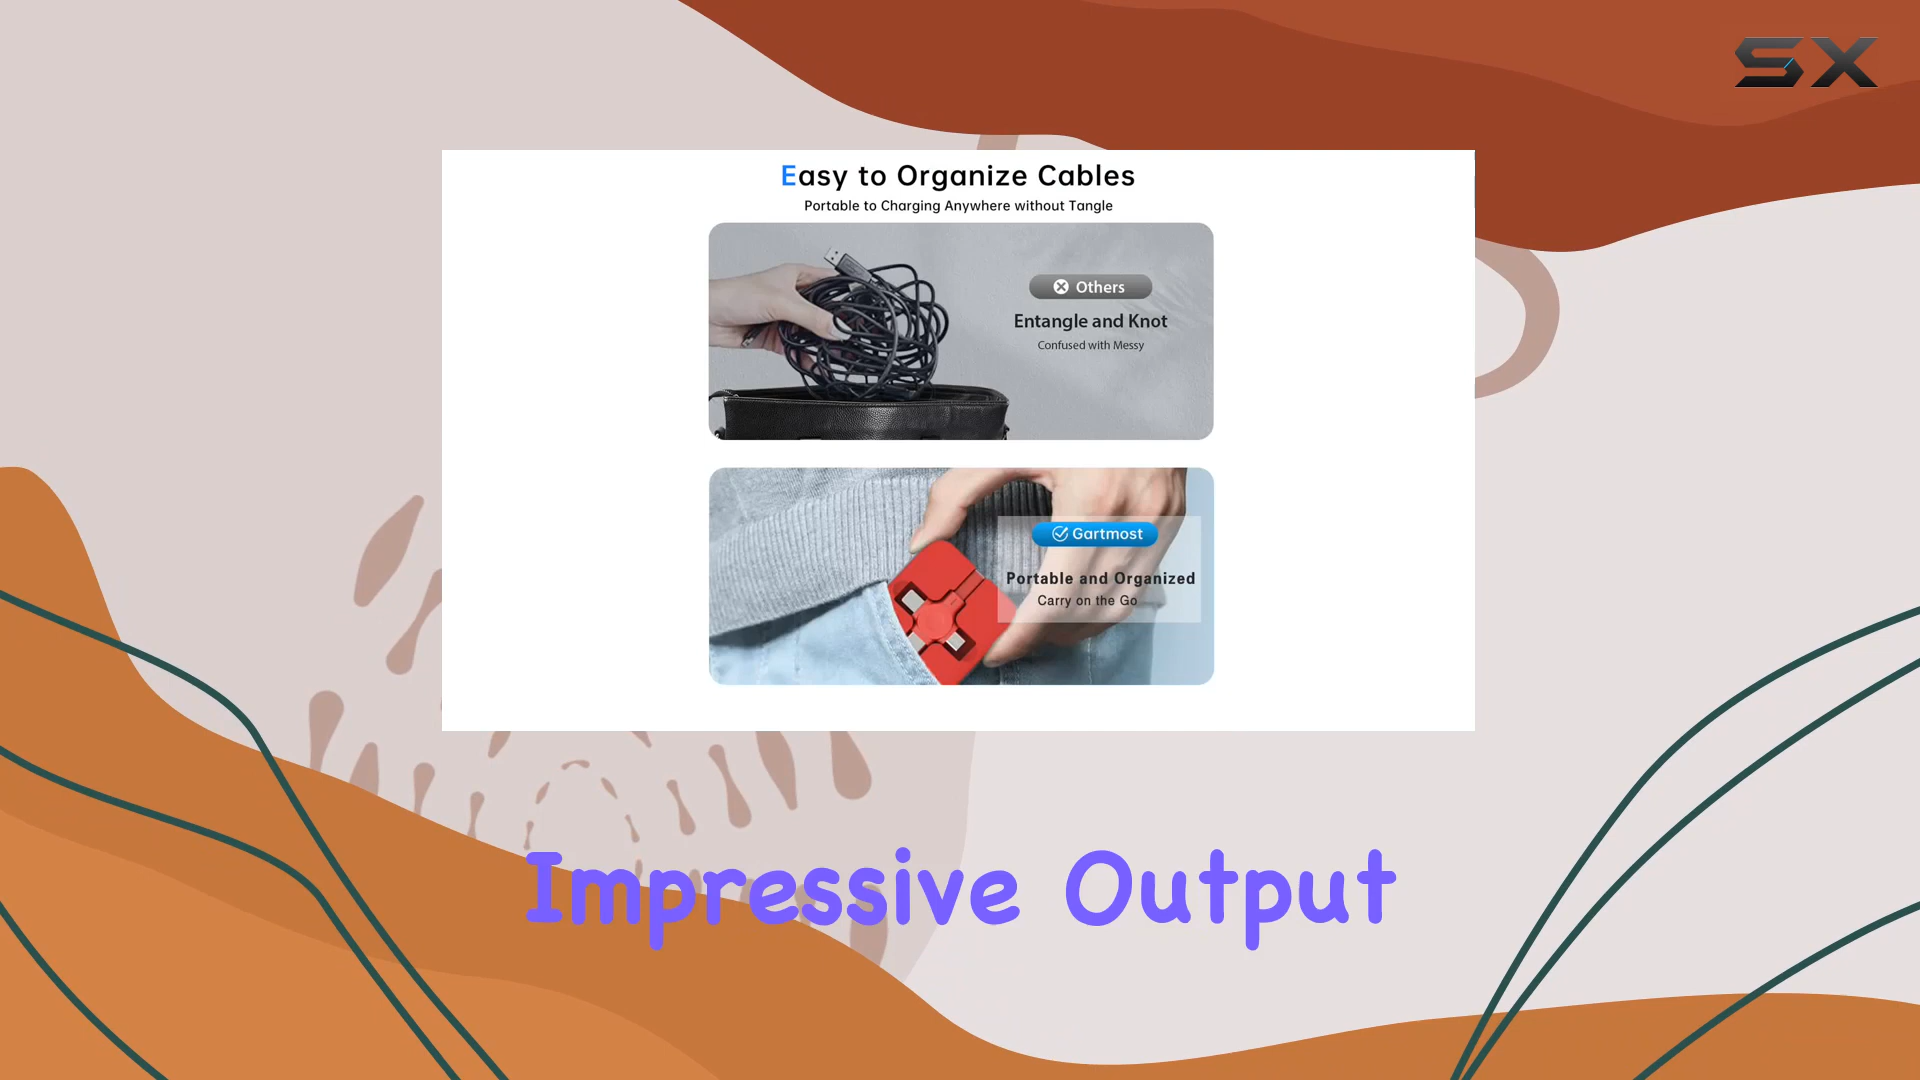 SX
Easy to Organize Cables
Portable to Charging Anywhere without Tangle
Others
Entangle and Knot
Confused with Messy
Gartmost
Portable and Organized
Carry on the Go
Impressive Output